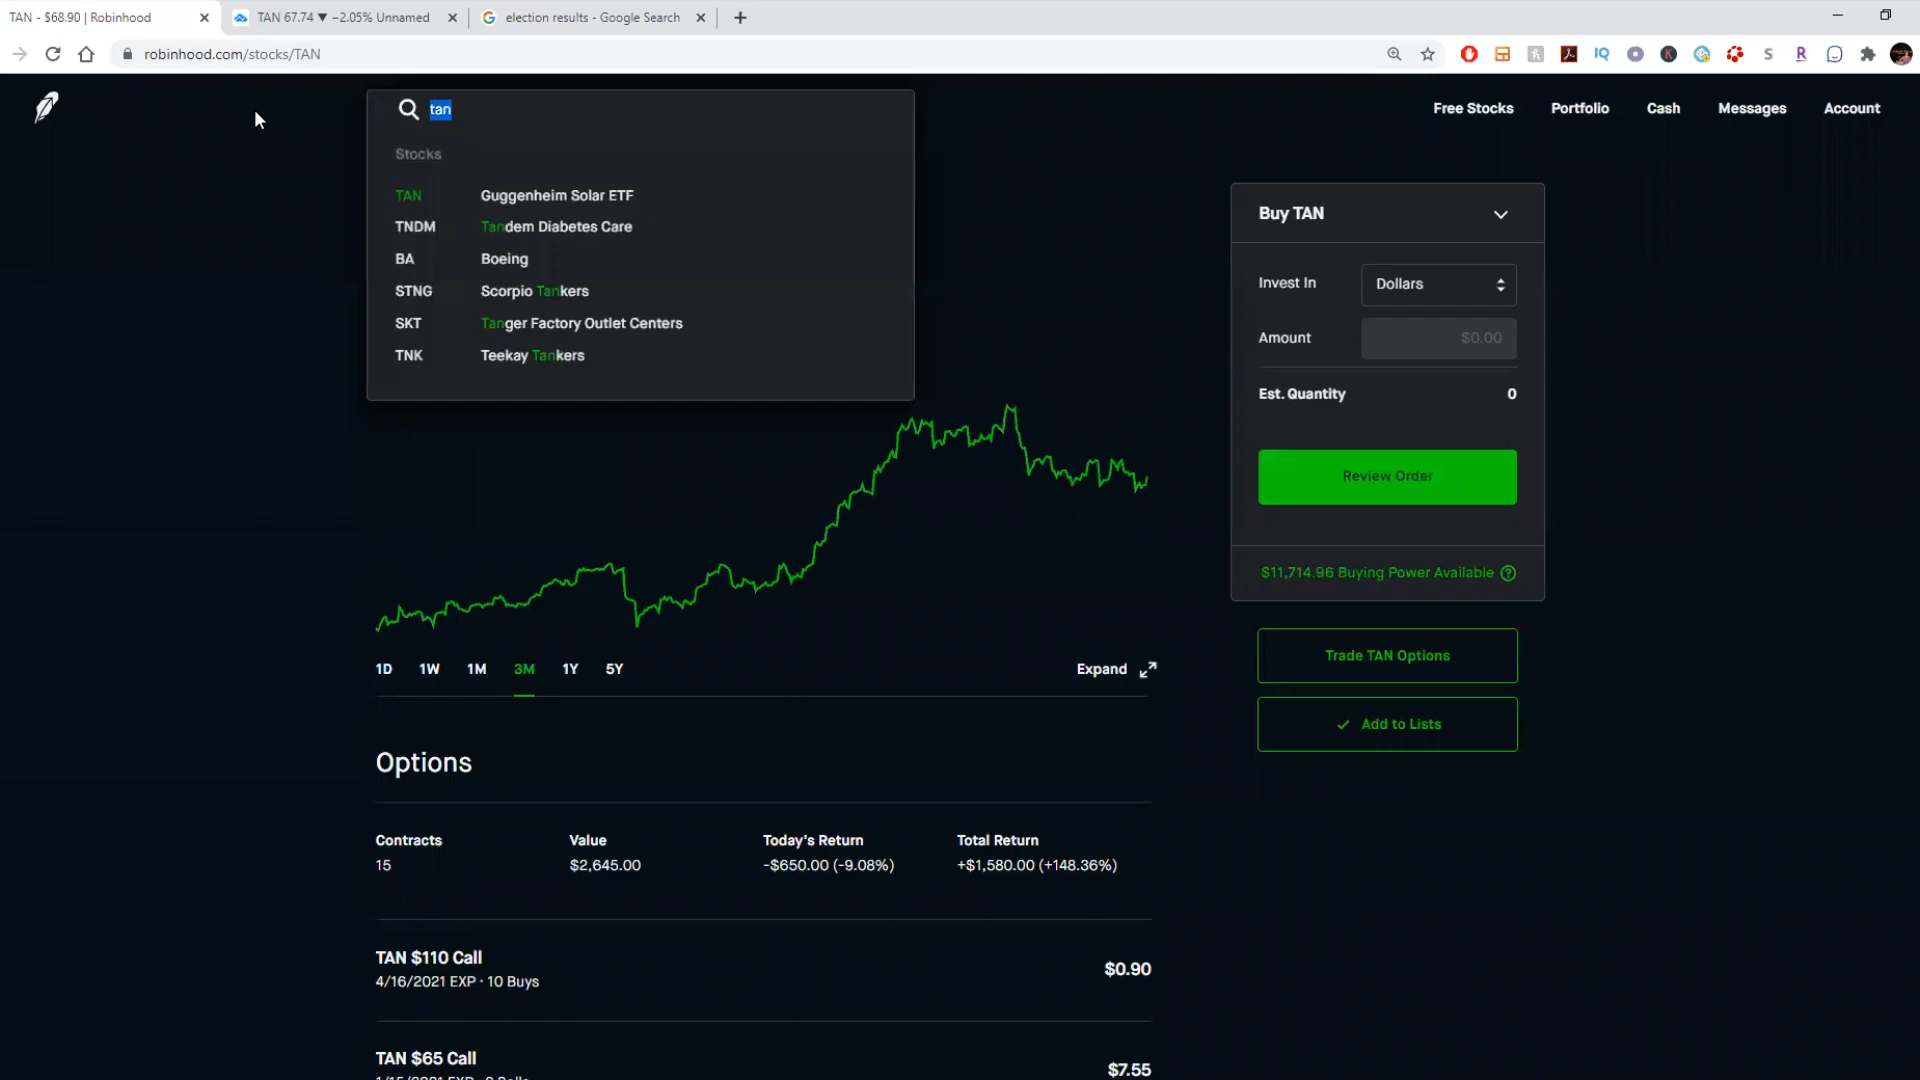 TAN - $68.90 | Robinhood
TAN 67.74 ▼ −2.05% Unnamed
election results - Google Search
robinhood.com/stocks/TAN
tan
Free Stocks
Portfolio
Cash
Messages
Account
Stocks
TAN Guggenheim Solar ETF
TNDM Tandem Diabetes Care
BA Boeing
STNG Scorpio Tankers
SKT Tanger Factory Outlet Centers
TNK Teekay Tankers
Buy TAN
Invest In Dollars
Amount $0.00
Est. Quantity 0
Review Order
$11,714.96 Buying Power Available
Trade TAN Options
Add to Lists
1D 1W 1M 3M 1Y 5Y
Expand
Options
Contracts Value Today's Return Total Return
15 $2,645.00 -$650.00 (-9.08%) +$1,580.00 (+148.36%)
TAN $110 Call
$0.90
4/16/2021 EXP · 10 Buys
TAN $65 Call
$7.55